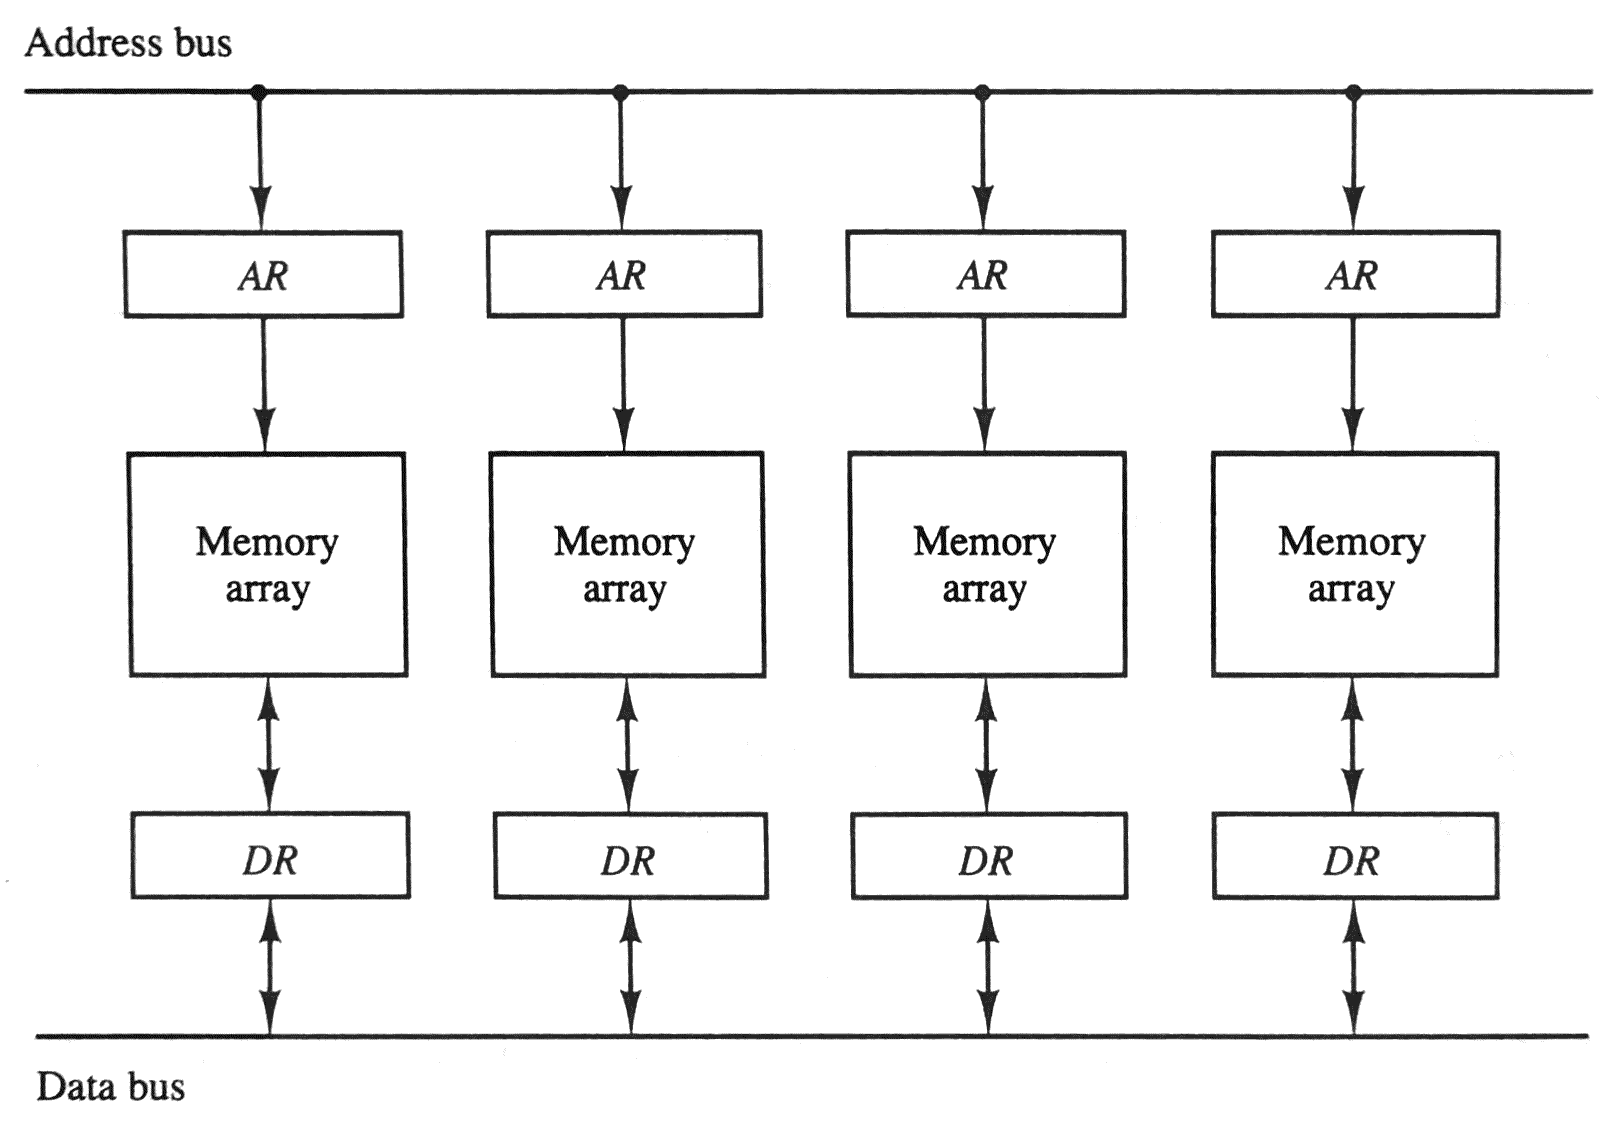 Address bus
AR AR AR AR
Memory Memory Memory Memory
array array array array
DR DR DR DR
Data bus